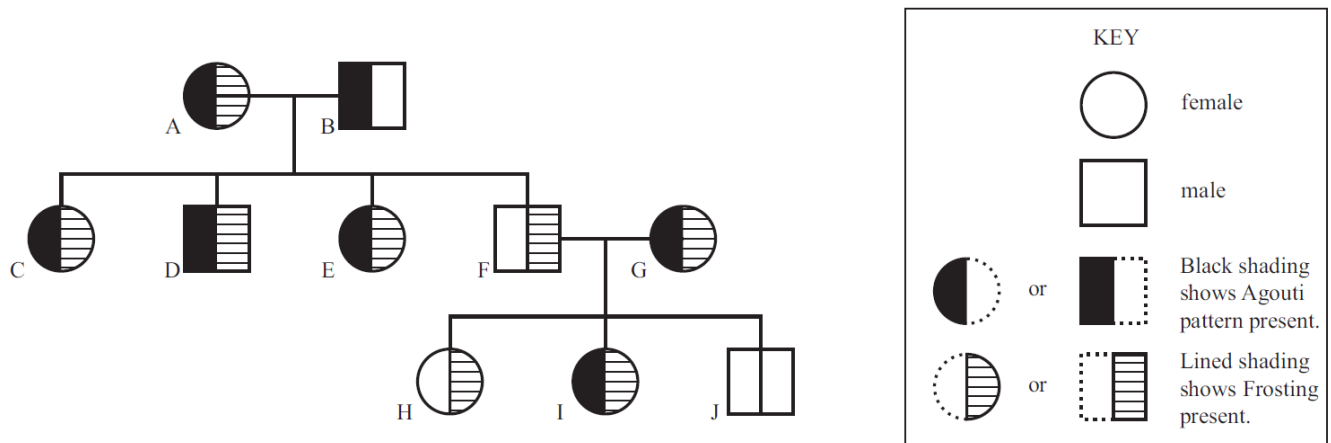 A
B
C
D
E
F
G
H
I
J
KEY
female
male
or
Black shading
shows Agouti
pattern present.
or
Lined shading
shows Frosting
present.